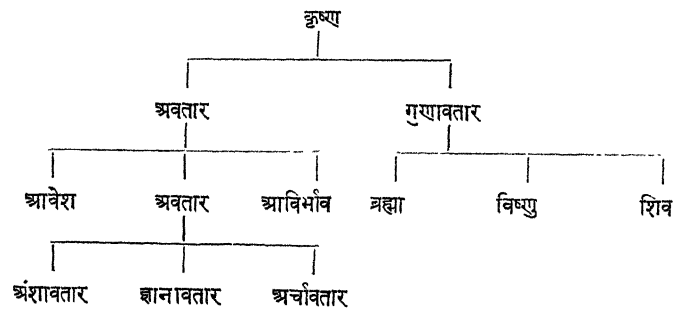 कृष्ण
अवतार गुणावतार
आवेश अवतार आविर्भाव ब्रह्मा विष्णु शिव
अंशावतार ज्ञानावतार अर्चावतार